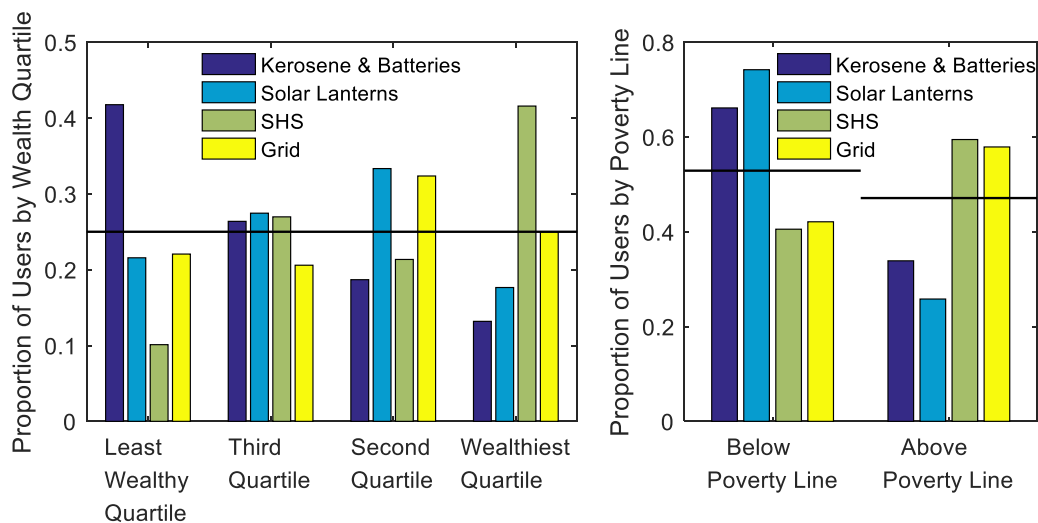 Proportion of Users by Wealth Quartile
0.5
0.4
0.3
0.2
0.1
0
Kerosene & Batteries
Solar Lanterns
SHS
Grid
Least
Wealthy
Quartile
Third
Quartile
Second
Quartile
Wealthiest
Quartile
Proportion of Users by Poverty Line
0.8
0.6
0.4
0.2
0
Kerosene & Batteries
Solar Lanterns
SHS
Grid
Below
Poverty Line
Above
Poverty Line